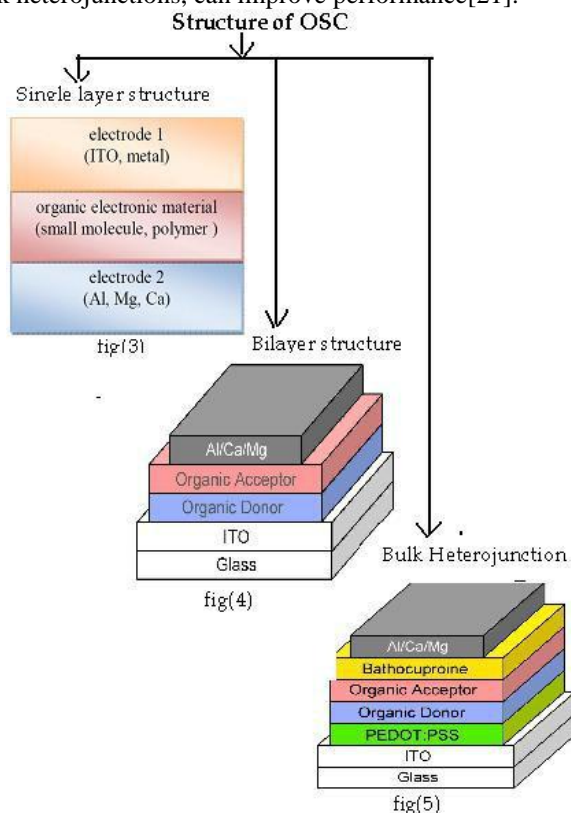 k heterojunctions, can improve performance[21].
Structure of OSC
Single layer structure
electrode 1
(ITO, metal)
organic electronic material
(small molecule, polymer )
electrode 2
(Al, Mg, Ca)
fig(3)
Bilayer structure
Al/Ca/Mg
Organic Acceptor
Organic Donor
ITO
Glass
fig(4)
Bulk Heterojunction
Al/Ca/Mg
Bathocuproine
Organic Acceptor
Organic Donor
PEDOT:PSS
ITO
Glass
fig(5)